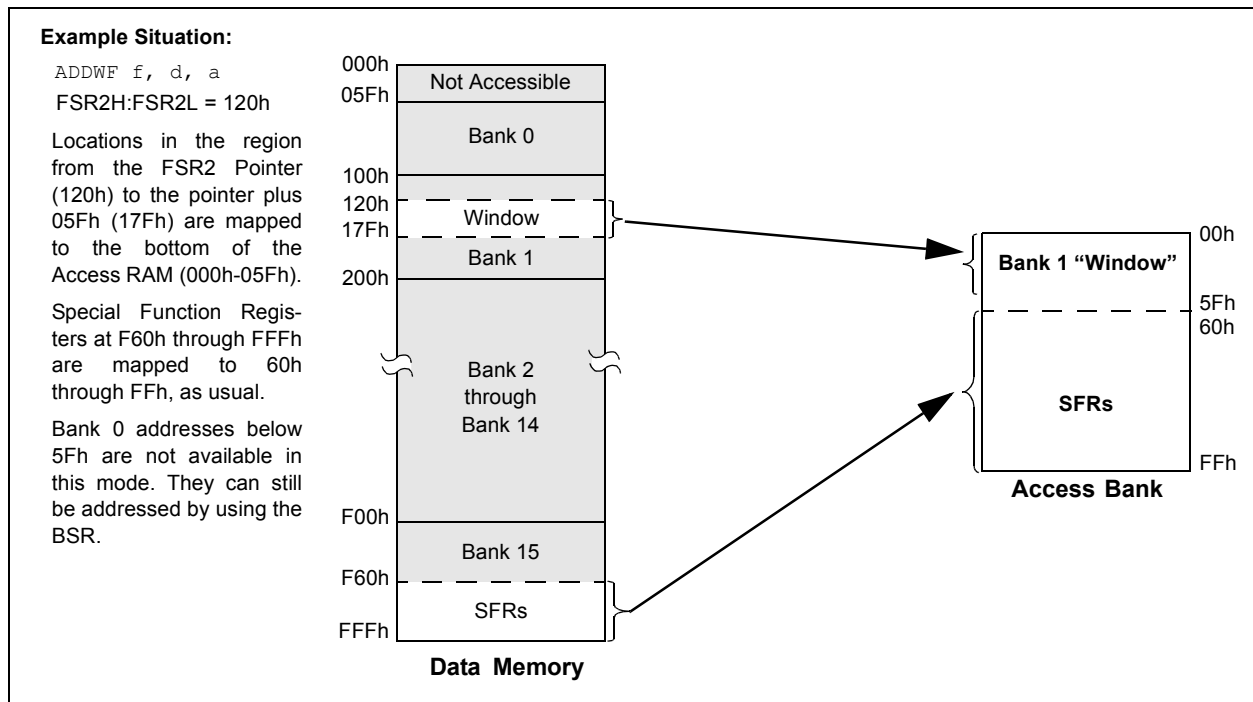 Example Situation:
ADDWF f, d, a
FSR2H:FSR2L = 120h
Locations in the region
from the FSR2 Pointer
(120h) to the pointer plus
05Fh (17Fh) are mapped
to the bottom of the
Access RAM (000h-05Fh).
Special Function Regis-
ters at F60h through FFFh
are mapped to 60h
through FFh, as usual.
Bank 0 addresses below
5Fh are not available in
this mode. They can still
be addressed by using the
BSR.
000h
Not Accessible
05Fh
Bank 0
100h
120h
Window
17Fh
Bank 1
200h
Bank 2
through
Bank 14
F00h
Bank 15
F60h
SFRs
FFFh
Data Memory
00h
Bank 1 “Window”
5Fh
60h
SFRs
FFh
Access Bank